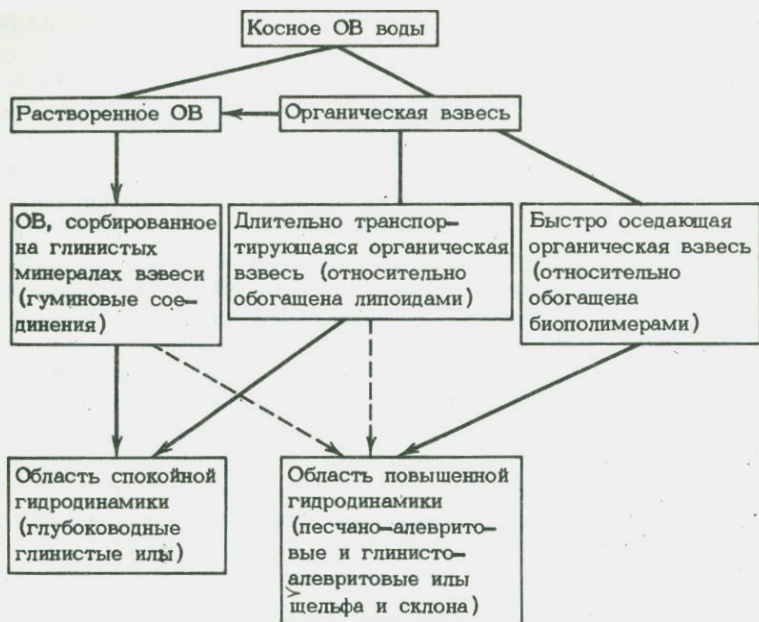 Косное ОВ воды
Растворенное ОВ
Органическая взвесь
ОВ, сорбированное
на глинистых
минералах взвеси
(гуминовые сое-
динения)
Длительно транспор-
тирующаяся органическая
взвесь (относительно
обогащена липоидами)
Быстро оседающая
органическая взвесь
(относительно
обогащена
биополимерами)
Область спокойной
гидродинамики
(глубоководные
глинистые илы)
Область повышенной
гидродинамики
(песчано-алеврито-
вые и глинисто-
алевритовые илы
щельфа и склона)